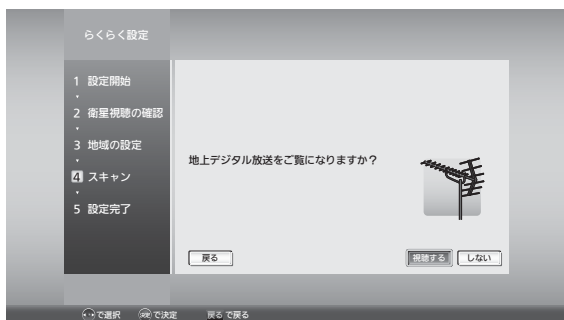 らくらく設定
1 設定開始
2 衛星視聴の確認
3 地域の設定
4 スキャン
5 設定完了
地上デジタル放送をご覧になりますか？
戻る
視聴する しない
で選択 決定 で決定 戻る で戻る